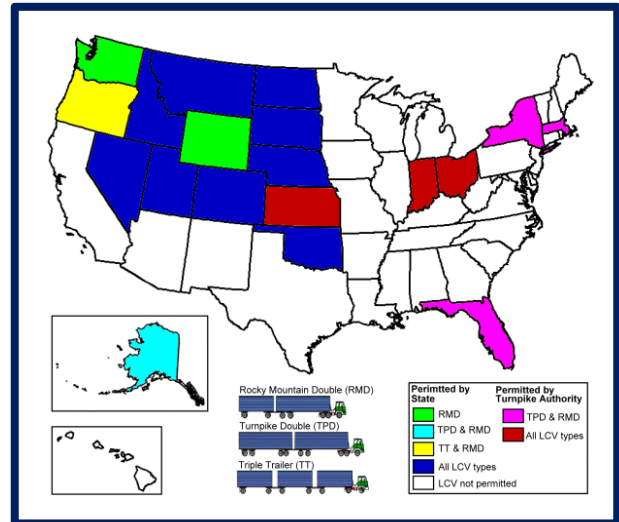 Rocky Mountain Double (RMD)
Turnpike Double (TPD)
Triple Trailer (TT)
Perimtted by
State
RMD
TPD & RMD
TT & RMD
All LCV types
LCV not permitted
Permitted by
Turnpike Authority
TPD & RMD
All LCV types